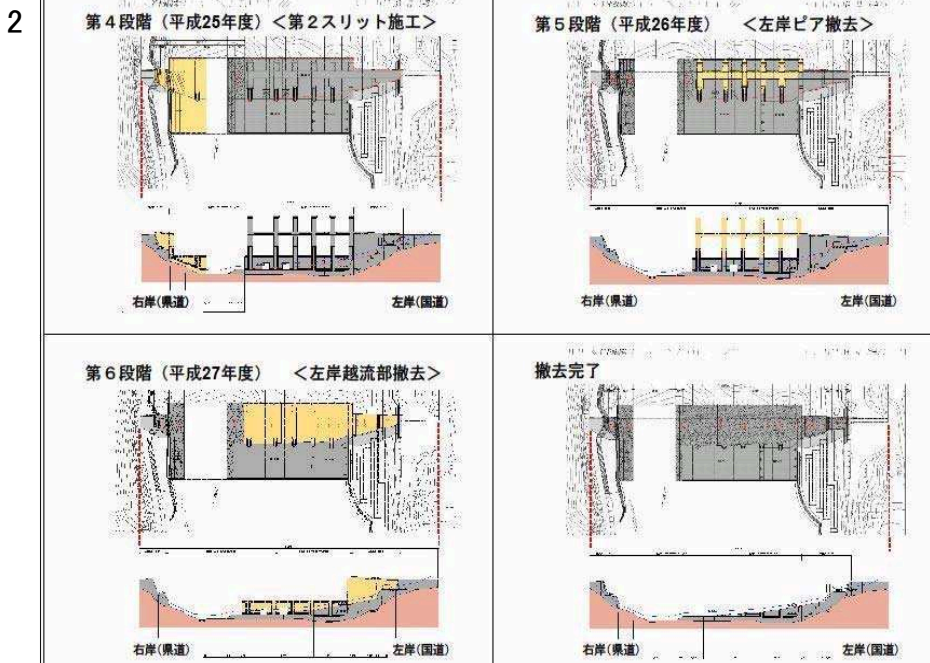 2
第4段階（平成25年度）＜第2スリット施工＞
右岸(県道)
左岸(国道)
第5段階（平成26年度）　＜左岸ピア撤去＞
右岸(県道)
左岸(国道)
第6段階（平成27年度）　＜左岸越流部撤去＞
右岸(県道)
左岸(国道)
撤去完了
右岸(県道)
左岸(国道)